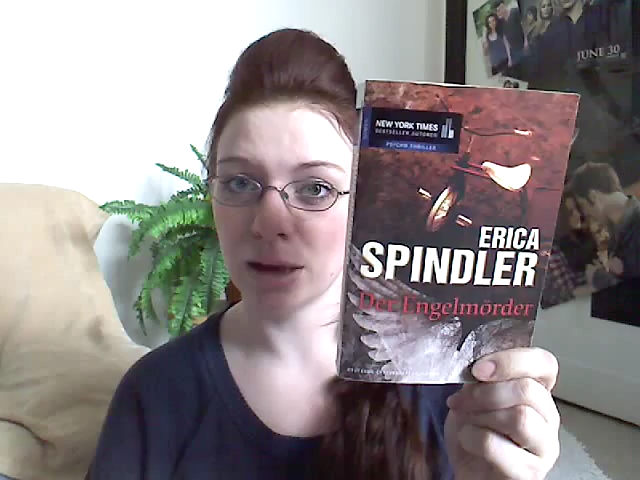 JUNE 30
NEW YORK TIMES
BESTSELLER AUTOREN
PSYCHO THRILLER
ERICA
SPINDLER
Der Engelmörder